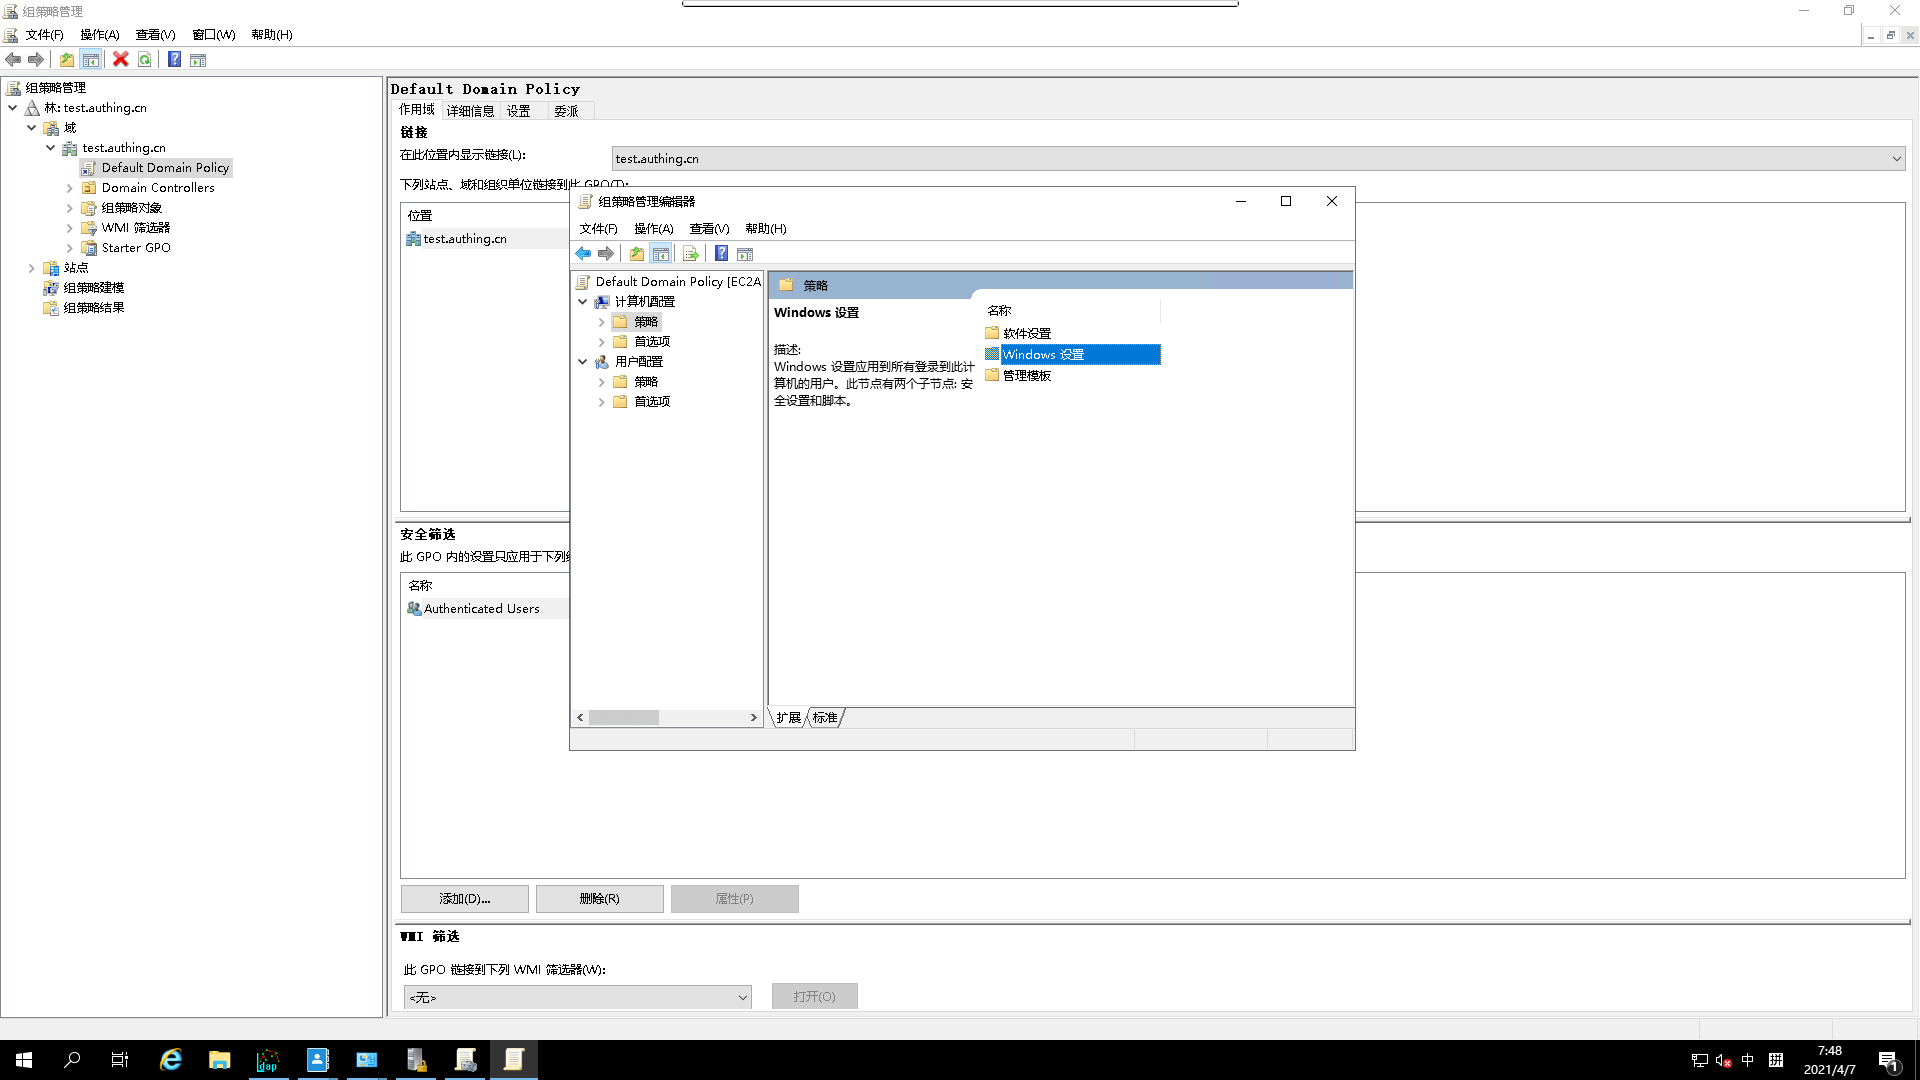 组策略管理
文件(F) 操作(A) 查看(V) 窗口(W) 帮助(H)
组策略管理
林: test.authing.cn
域
test.authing.cn
Default Domain Policy
Domain Controllers
组策略对象
WMI 筛选器
Starter GPO
站点
组策略建模
组策略结果
Default Domain Policy
作用域 详细信息 设置 委派
链接
在此位置内显示链接(L):
test.authing.cn
下列站点、域和组织单位链接到此 GPO(T):
位置
test.authing.cn
安全筛选
此 GPO 内的设置只应用于下列
名称
Authenticated Users
添加(D)... 删除(R) 属性(P)
WMI 筛选
此 GPO 链接到下列 WMI 筛选器(W):
<无>
打开(O)
组策略管理编辑器
文件(F) 操作(A) 查看(V) 帮助(H)
Default Domain Policy [EC2A
计算机配置
策略
首选项
用户配置
策略
首选项
策略
Windows 设置
描述:
Windows 设置应用到所有登录到此计
算机的用户。此节点有两个子节点: 安
全设置和脚本。
名称
软件设置
Windows 设置
管理模板
扩展 标准
dap
中
拼
7:48
2021/4/7
1